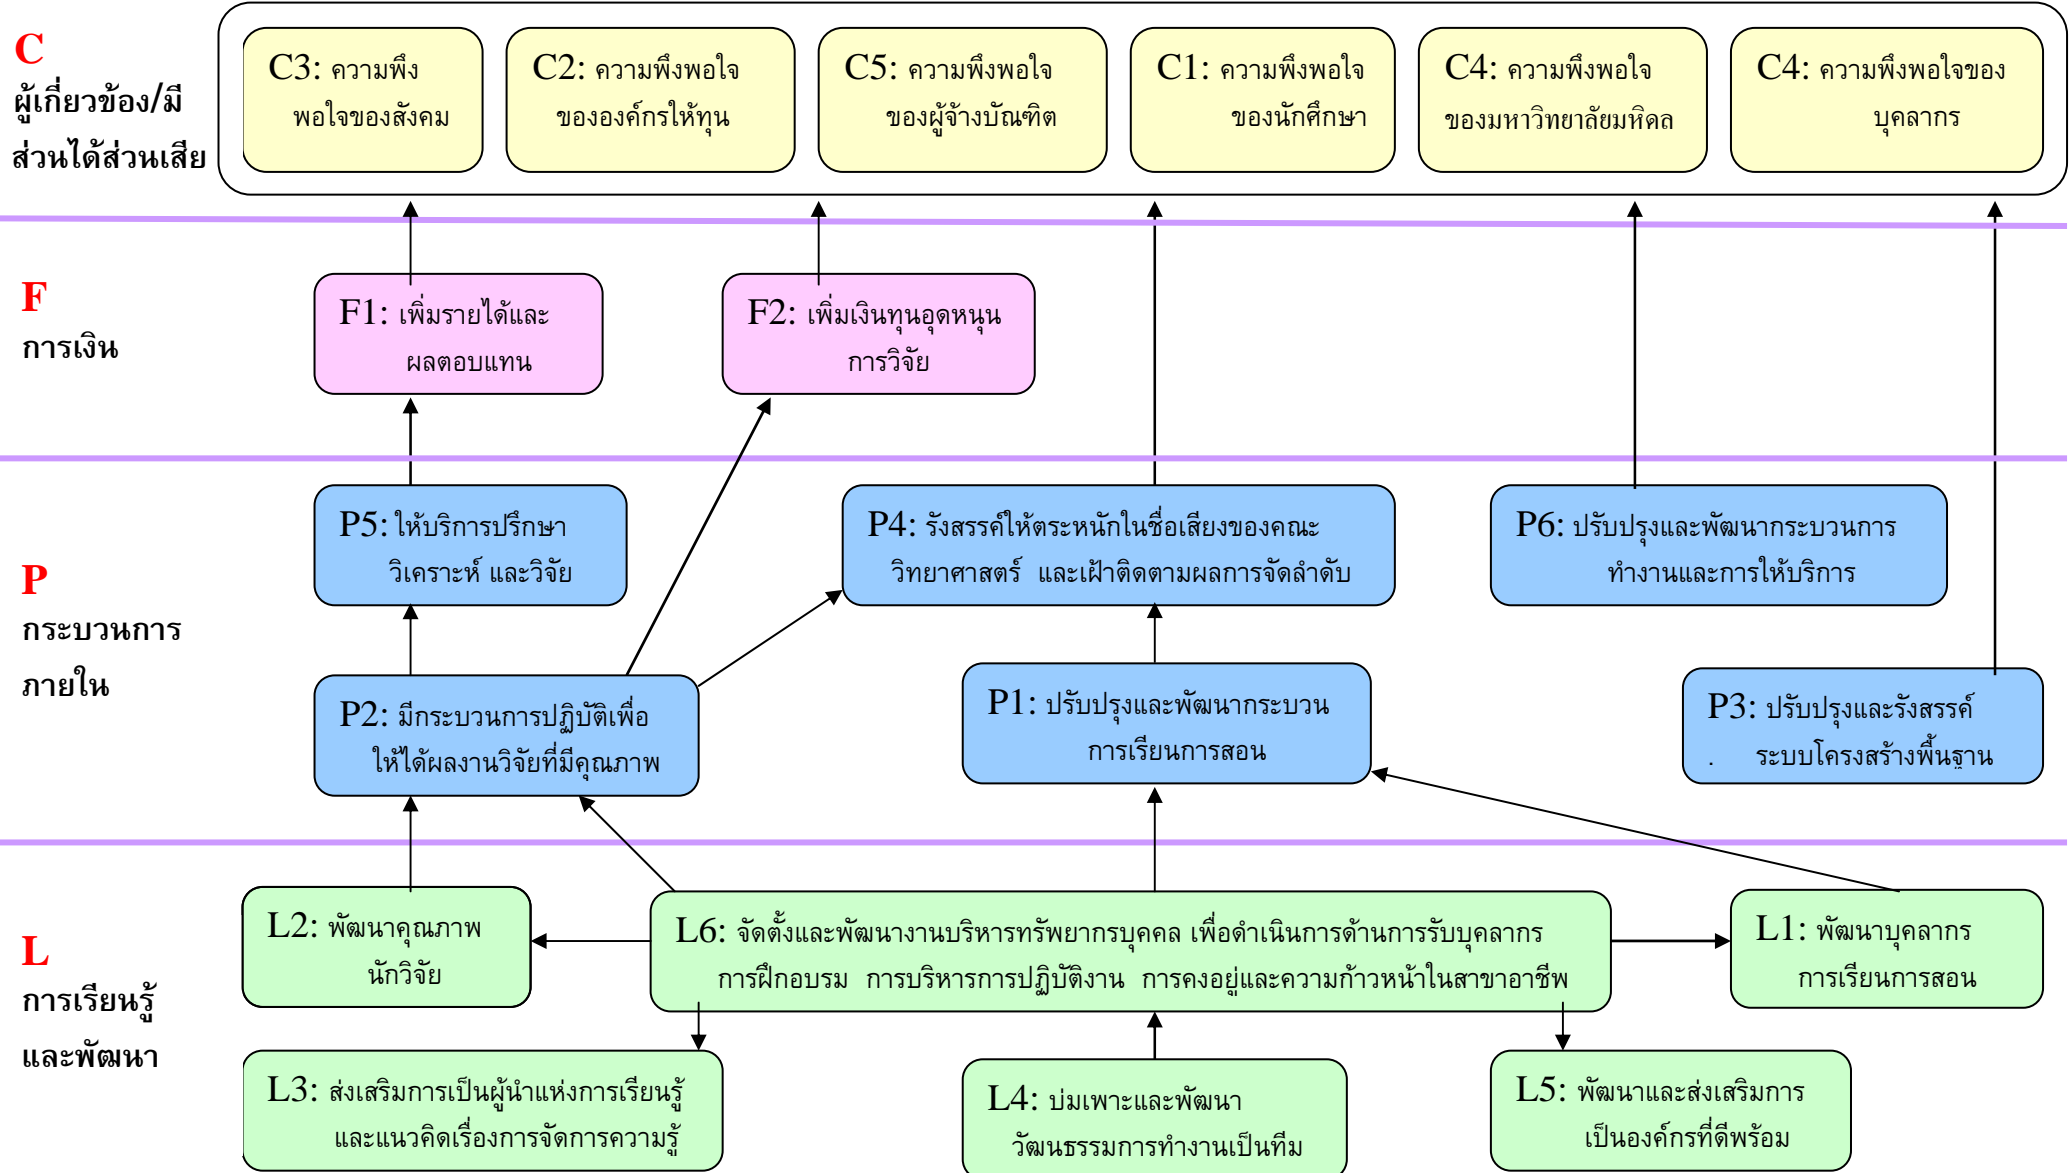 C
ผู้เกี่ยวข้อง/มี
ส่วนได้ส่วนเสีย
C3: ความพึง
พอใจของสังคม
C2: ความพึงพอใจ
ขององค์กรให้ทุน
C5: ความพึงพอใจ
ของผู้จ้างบัณฑิต
C1: ความพึงพอใจ
ของนักศึกษา
C4: ความพึงพอใจ
ของมหาวิทยาลัยมหิดล
C4: ความพึงพอใจของ
บุคลากร
F
การเงิน
F1: เพิ่มรายได้และ
ผลตอบแทน
F2: เพิ่มเงินทุนอุดหนุน
การวิจัย
P
กระบวนการ
ภายใน
P5: ให้บริการปรึกษา
วิเคราะห์ และวิจัย
P4: รังสรรค์ให้ตระหนักในชื่อเสียงของคณะ
วิทยาศาสตร์ และเฝ้าติดตามผลการจัดลำดับ
P6: ปรับปรุงและพัฒนากระบวนการ
ทำงานและการให้บริการ
P2: มีกระบวนการปฏิบัติเพื่อ
ให้ได้ผลงานวิจัยที่มีคุณภาพ
P1: ปรับปรุงและพัฒนากระบวน
การเรียนการสอน
P3: ปรับปรุงและรังสรรค์
. ระบบโครงสร้างพื้นฐาน
L
การเรียนรู้
และพัฒนา
L2: พัฒนาคุณภาพ
นักวิจัย
L6: จัดตั้งและพัฒนางานบริหารทรัพยากรบุคคล เพื่อดำเนินการด้านการรับบุคลากร
การฝึกอบรม การบริหารการปฏิบัติงาน การคงอยู่และความก้าวหน้าในสาขาอาชีพ
L1: พัฒนาบุคลากร
การเรียนการสอน
L3: ส่งเสริมการเป็นผู้นำแห่งการเรียนรู้
และแนวคิดเรื่องการจัดการความรู้
L4: บ่มเพาะและพัฒนา
วัฒนธรรมการทำงานเป็นทีม
L5: พัฒนาและส่งเสริมการ
เป็นองค์กรที่ดีพร้อม